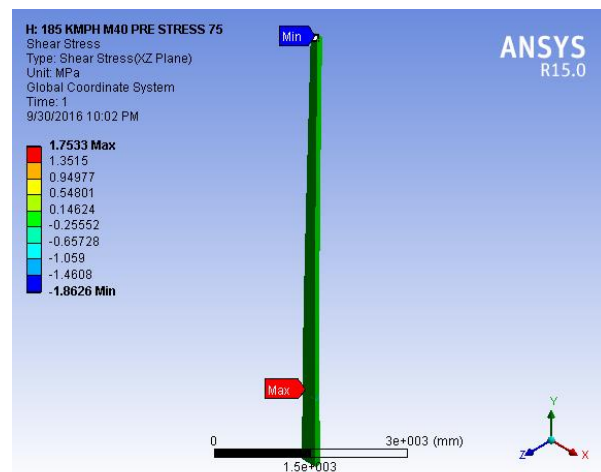 H: 185 KMPH M40 PRE STRESS 75
Shear Stress
Type: Shear Stress(XZ Plane)
Unit: MPa
Global Coordinate System
Time: 1
9/30/2016 10:02 PM
1.7533 Max
1.3515
0.94977
0.54801
0.14624
-0.25552
-0.65728
-1.059
-1.4608
-1.8626 Min
Min
ANSYS
R15.0
Max
0
3e+003 (mm)
1.5e+003
Y
Z
X